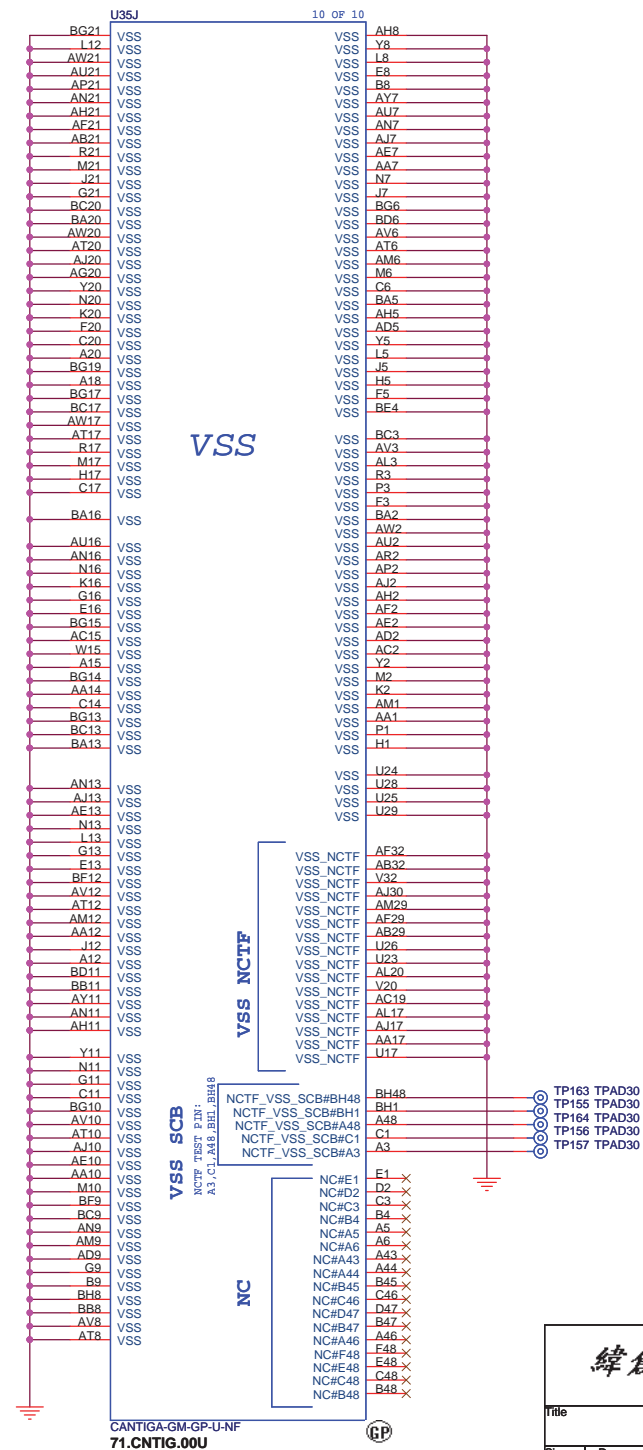 U35J 10 OF 10
BG21 VSS VSS AH8
L12 VSS VSS Y8
AW21 VSS VSS L8
AU21 VSS VSS E8
AP21 VSS VSS B8
AN21 VSS VSS AY7
AH21 VSS VSS AU7
AF21 VSS VSS AN7
AB21 VSS VSS AJ7
R21 VSS VSS AE7
M21 VSS VSS AA7
J21 VSS VSS N7
G21 VSS VSS J7
BC20 VSS VSS BG6
BA20 VSS VSS BD6
AW20 VSS VSS AV6
AT20 VSS VSS AT6
AJ20 VSS VSS AM6
AG20 VSS VSS M6
Y20 VSS VSS C6
N20 VSS VSS BA5
K20 VSS VSS AH5
F20 VSS VSS AD5
C20 VSS VSS Y5
A20 VSS VSS L5
BG19 VSS VSS J5
A18 VSS VSS H5
BG17 VSS VSS F5
BC17 VSS VSS BE4
AW17 VSS
VSS
AT17 VSS VSS BC3
R17 VSS VSS AV3
M17 VSS VSS AL3
H17 VSS VSS R3
C17 VSS VSS P3
VSS F3
BA16 VSS VSS BA2
VSS AW2
AU16 VSS VSS AU2
AN16 VSS VSS AR2
N16 VSS VSS AP2
K16 VSS VSS AJ2
G16 VSS VSS AH2
E16 VSS VSS AF2
BG15 VSS VSS AE2
AC15 VSS VSS AD2
W15 VSS VSS AC2
A15 VSS VSS Y2
BG14 VSS VSS M2
AA14 VSS VSS K2
C14 VSS VSS AM1
BG13 VSS VSS AA1
BC13 VSS VSS P1
BA13 VSS VSS H1
VSS U24
AN13 VSS VSS U28
AJ13 VSS VSS U25
AE13 VSS VSS U29
N13 VSS
L13 VSS
G13 VSS VSS_NCTF AF32
E13 VSS VSS_NCTF AB32
BF12 VSS VSS_NCTF V32
AV12 VSS VSS_NCTF AJ30
AT12 VSS VSS_NCTF AM29
AM12 VSS VSS_NCTF AF29
AA12 VSS VSS_NCTF AB29
J12 VSS VSS_NCTF U26
A12 VSS VSS_NCTF U23
BD11 VSS VSS_NCTF AL20
BB11 VSS VSS_NCTF V20
AY11 VSS VSS_NCTF AC19
AN11 VSS VSS_NCTF AL17
AH11 VSS VSS_NCTF AJ17
VSS_NCTF AA17
Y11 VSS VSS_NCTF U17
VSS NCTF
N11 VSS
G11 VSS
C11 VSS NCTF_VSS_SCB#BH48 BH48 TP163 TPAD30
BG10 VSS NCTF_VSS_SCB#BH1 BH1 TP155 TPAD30
AV10 VSS NCTF_VSS_SCB#A48 A48 TP164 TPAD30
AT10 VSS NCTF_VSS_SCB#C1 C1 TP156 TPAD30
AJ10 VSS NCTF_VSS_SCB#A3 A3 TP157 TPAD30
VSS SCB
NCTF TEST PIN:
A3,C1,A48,BH1,BH48
AE10 VSS
AA10 VSS NC#E1 E1
M10 VSS NC#D2 D2
BF9 VSS NC#C3 C3
BC9 VSS NC#B4 B4
AN9 VSS NC#A5 A5
AM9 VSS NC#A6 A6
AD9 VSS NC#A43 A43
G9 VSS NC#A44 A44
B9 VSS NC#B45 B45
BH8 VSS NC#C46 C46
BB8 VSS NC#D47 D47
AV8 VSS NC#B47 B47
AT8 VSS NC#A46 A46
NC#F48 F48
NC#E48 E48
NC#C48 C48
NC#B48 B48
NC
CANTIGA-GM-GP-U-NF
71.CNTIG.00U
GP
緯創
Title